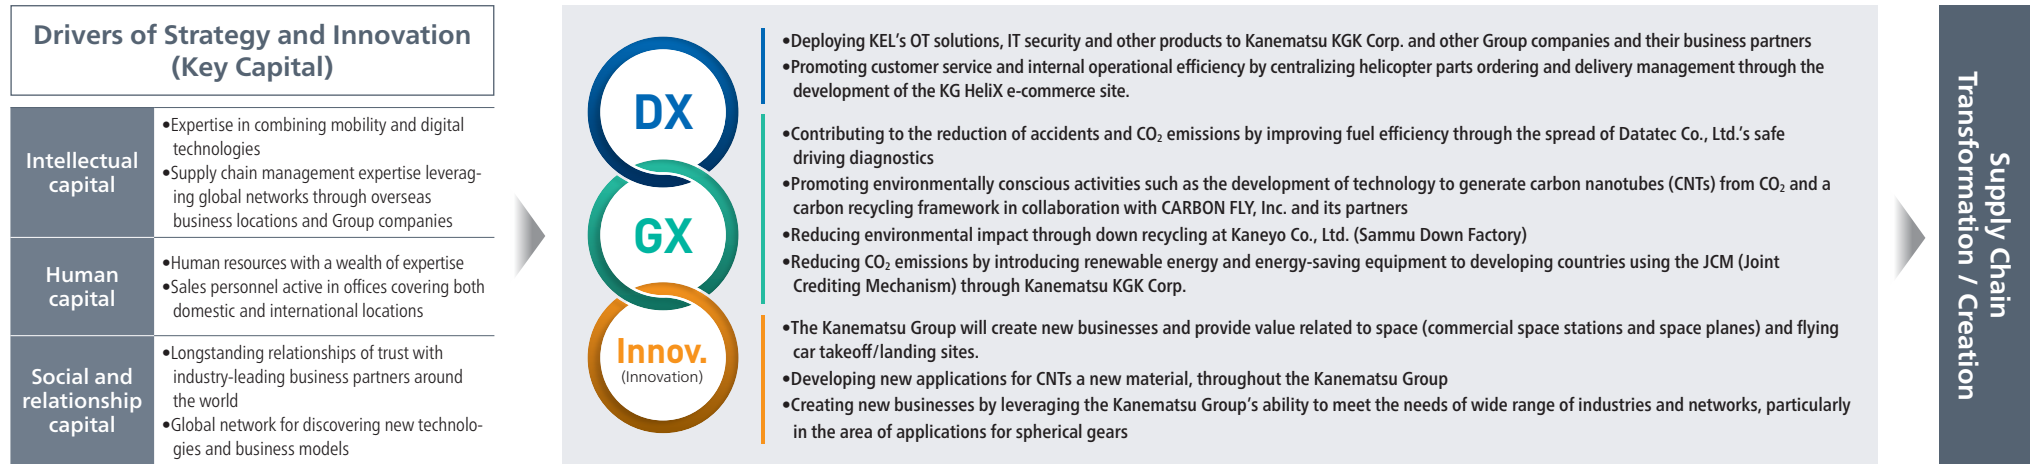 Drivers of Strategy and Innovation
(Key Capital)
Intellectual
capital
•Expertise in combining mobility and digital
technologies
•Supply chain management expertise leverag-
ing global networks through overseas
business locations and Group companies
Human
capital
•Human resources with a wealth of expertise
•Sales personnel active in offices covering both
domestic and international locations
Social and
relationship
capital
•Longstanding relationships of trust with
industry-leading business partners around
the world
•Global network for discovering new technolo-
gies and business models
DX
•Deploying KEL's OT solutions, IT security and other products to Kanematsu KGK Corp. and other Group companies and their business partners
•Promoting customer service and internal operational efficiency by centralizing helicopter parts ordering and delivery management through the
development of the KG HeliX e-commerce site.
GX
•Contributing to the reduction of accidents and CO₂ emissions by improving fuel efficiency through the spread of Datatec Co., Ltd.'s safe
driving diagnostics
•Promoting environmentally conscious activities such as the development of technology to generate carbon nanotubes (CNTs) from CO₂ and a
carbon recycling framework in collaboration with CARBON FLY, Inc. and its partners
•Reducing environmental impact through down recycling at Kaneyo Co., Ltd. (Sammu Down Factory)
•Reducing CO₂ emissions by introducing renewable energy and energy-saving equipment to developing countries using the JCM (Joint
Crediting Mechanism) through Kanematsu KGK Corp.
Innov.
(Innovation)
•The Kanematsu Group will create new businesses and provide value related to space (commercial space stations and space planes) and flying
car takeoff/landing sites.
•Developing new applications for CNTs a new material, throughout the Kanematsu Group
•Creating new businesses by leveraging the Kanematsu Group's ability to meet the needs of wide range of industries and networks, particularly
in the area of applications for spherical gears
Supply Chain
Transformation / Creation